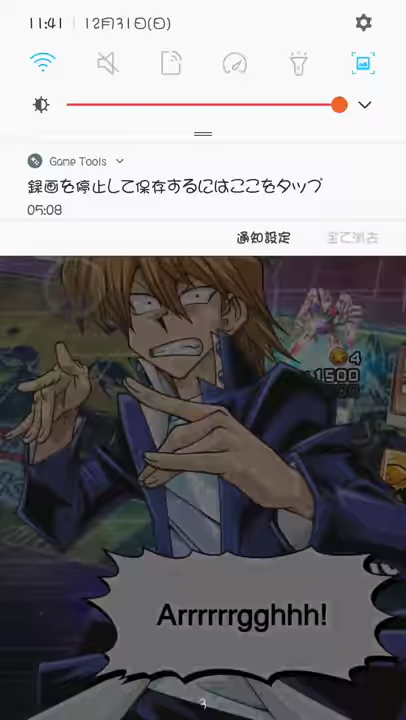 11:41 | 12月31日(日)
Game Tools
録画を停止して保存するにはここをタップ
05:08
通知設定 全て消去
4
1500
Arrrrrrgghhh!
3